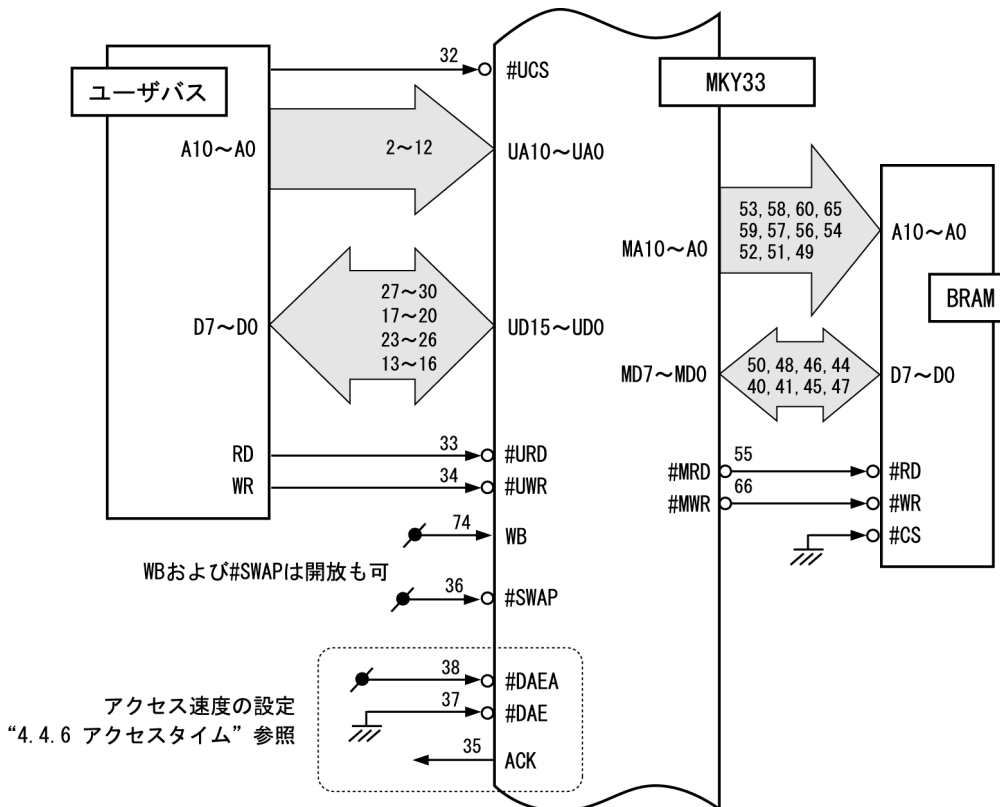 ユーザバス
32
#UCS
MKY33
A10～A0
2～12
UA10～UA0
53, 58, 60, 65
59, 57, 56, 54
52, 51, 49
MA10～A0
A10～A0
BRAM
27～30
17～20
23～26
13～16
D7～D0
UD15～UD0
MD7～MD0
50, 48, 46, 44
40, 41, 45, 47
D7～D0
RD
33
#URD
WR
34
#UWR
#MRD
55
#RD
#MWR
66
#WR
#CS
74
WB
WBおよび#SWAPは開放も可
36
#SWAP
38
#DAEA
37
#DAE
35
ACK
アクセス速度の設定
“4.4.6 アクセスタイム”参照